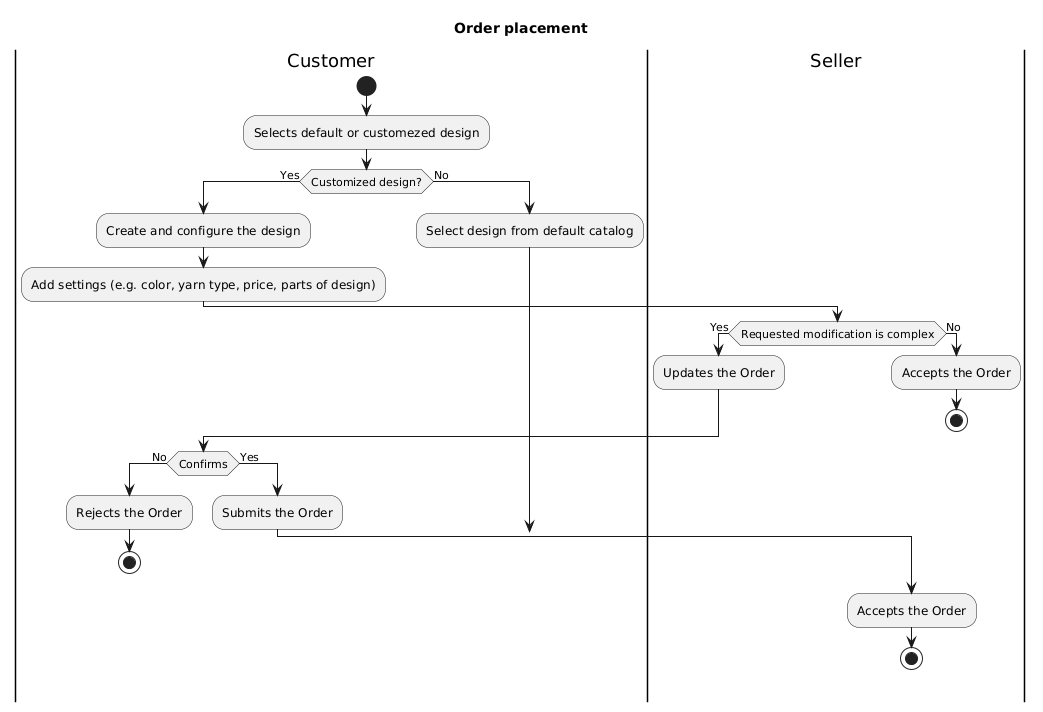 Order placement
Customer
Seller
Selects default or customezed design
Yes
Customized design?
No
Create and configure the design
Select design from default catalog
Add settings (e.g. color, yarn type, price, parts of design)
Yes
Requested modification is complex
No
Updates the Order
Accepts the Order
No
Confirms
Yes
Rejects the Order
Submits the Order
Accepts the Order